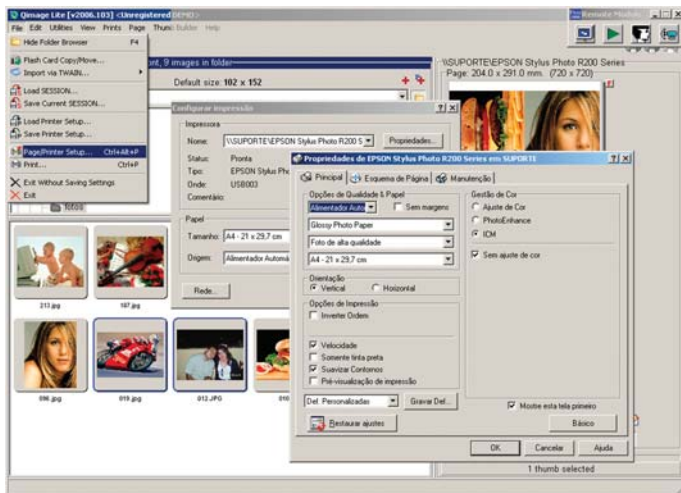 Qimage Lite [v2006.103] <Unregistered DEMO>
File Edit Utilities View Prints Page Thumb Builder Help
Hide Folder Browser F4
Flash Card Copy/Move...
Import via TWAIN...
Load SESSION...
Save Current SESSION...
Load Printer Setup...
Save Printer Setup...
Page/Printer Setup... Ctrl+Alt+P
Print... Ctrl+P
Exit Without Saving Settings
Exit
fotos
ont, 9 images in folder
Default size: 102 x 152
\\SUPORTE\EPSON Stylus Photo R200 Series
Page: 204.0 x 291.0 mm. (720 x 720)
Configurar impressão
Impressora
Nome: \\SUPORTE\EPSON Stylus Photo R200 S
Propriedades...
Status: Pronta
Tipo: EPSON Stylus Pho
Onde: USB003
Comentário:
Papel
Tamanho: A4 - 21 x 29,7 cm
Origem: Alimentador Automá
Rede...
Propriedades de EPSON Stylus Photo R200 Series em SUPORTE
Principal Esquema de Página Manutenção
Opções de Qualidade & Papel
Alimentador Auto Sem margens
Glossy Photo Paper
Foto de alta qualidade
A4 - 21 x 29,7 cm
Orientação
Vertical Horizontal
Opções de Impressão
Inverter Ordem
Velocidade
Somente tinta preta
Suavizar Contornos
Pré-visualização de impressão
Def. Personalizadas Gravar Def...
Restaurar ajustes
Gestão de Cor
Ajuste de Cor
PhotoEnhance
ICM
Sem ajuste de cor
Mostre esta tela primeiro
Básico
OK Cancelar Ajuda
213.jpg 187.jpg
096.jpg 019.jpg 012.JPG 010
1 thumb selected